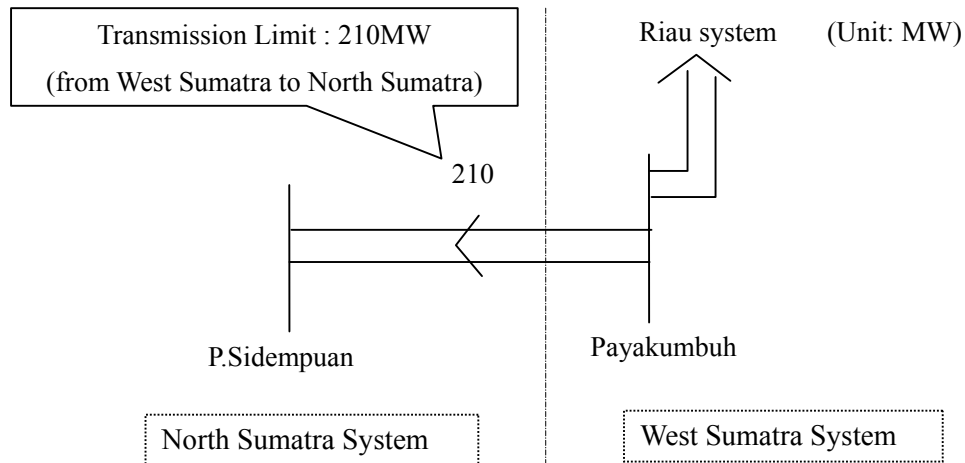 Transmission Limit : 210MW
(from West Sumatra to North Sumatra)
Riau system (Unit: MW)
210
P.Sidempuan
Payakumbuh
North Sumatra System
West Sumatra System